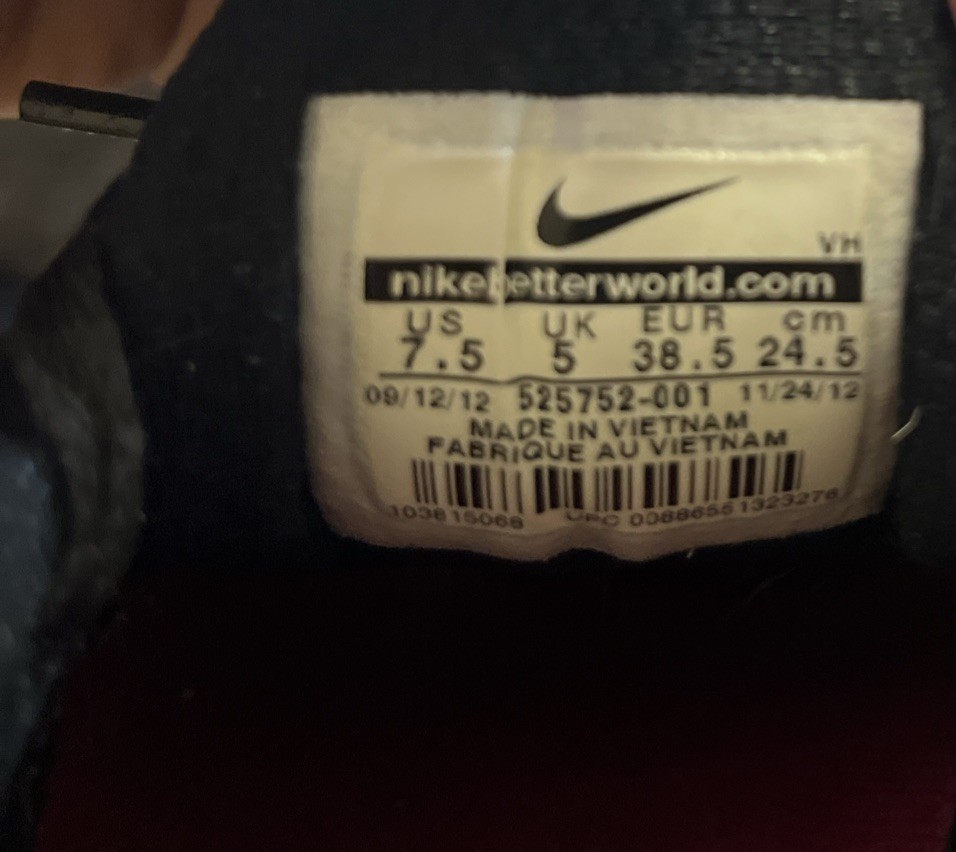 VH
nikebetterworld.com
US UK EUR cm
7.5 5 38.5 24.5
09/12/12 525752-001 11/24/12
MADE IN VIETNAM
FABRIQUE AU VIETNAM
103815068 UPC 00886551323276